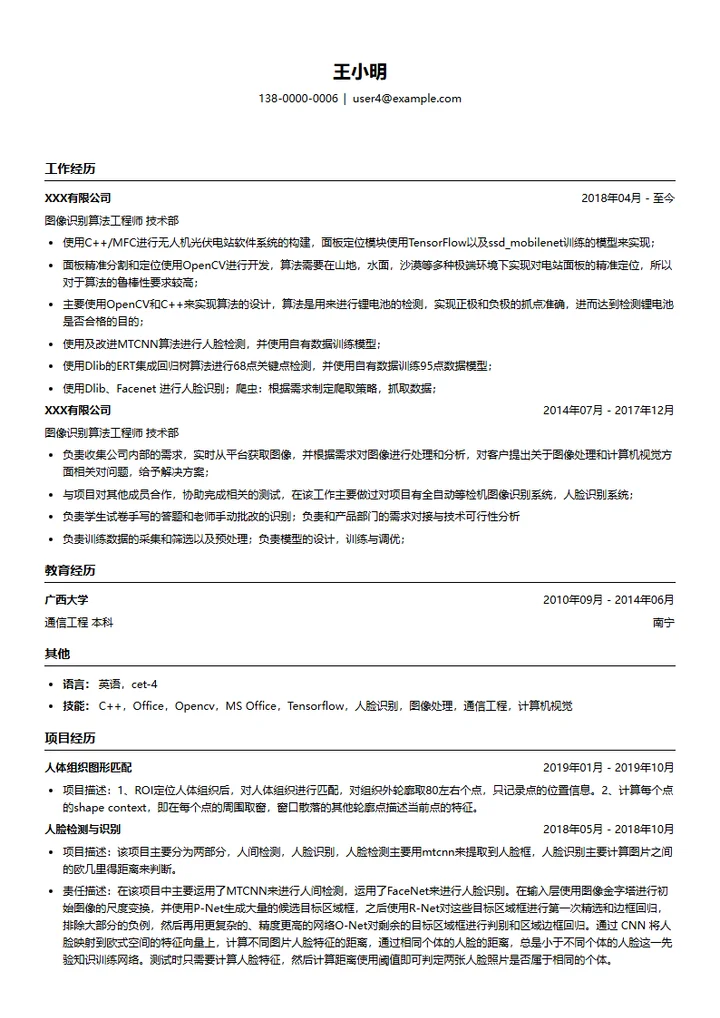 王小明
138-0000-0006 | user4@example.com
工作经历
XXX有限公司 2018年04月 - 至今
图像识别算法工程师 技术部
• 使用C++/MFC进行无人机光伏电站软件系统的构建，面板定位模块使用TensorFlow以及ssd_mobilenet训练的模型来实现；
• 面板精准分割和定位使用OpenCV进行开发，算法需要在山地，水面，沙漠等多种极端环境下实现对电站面板的精准定位，所以
对于算法的鲁棒性要求较高；
• 主要使用OpenCV和C++来实现算法的设计，算法是用来进行锂电池的检测，实现正极和负极的抓点准确，进而达到检测锂电池
是否合格的目的；
• 使用及改进MTCNN算法进行人脸检测，并使用自有数据训练模型；
• 使用Dlib的ERT集成回归树算法进行68点关键点检测，并使用自有数据训练95点数据模型；
• 使用Dlib、Facenet 进行人脸识别；爬虫：根据需求制定爬取策略，抓取数据；
XXX有限公司 2014年07月 - 2017年12月
图像识别算法工程师 技术部
• 负责收集公司内部的需求，实时从平台获取图像，并根据需求对图像进行处理和分析，对客户提出关于图像处理和计算机视觉方
面相关对问题，给予解决方案；
• 与项目对其他成员合作，协助完成相关的测试，在该工作主要做过对项目有全自动等检机图像识别系统，人脸识别系统；
• 负责学生试卷手写的答题和老师手动批改的识别；负责和产品部门的需求对接与技术可行性分析
• 负责训练数据的采集和筛选以及预处理；负责模型的设计，训练与调优；
教育经历
广西大学 2010年09月 - 2014年06月
通信工程 本科 南宁
其他
• 语言： 英语，cet-4
• 技能： C++，Office，Opencv，MS Office，Tensorflow，人脸识别，图像处理，通信工程，计算机视觉
项目经历
人体组织图形匹配 2019年01月 - 2019年10月
• 项目描述：1、ROI定位人体组织后，对人体组织进行匹配，对组织外轮廓取80左右个点，只记录点的位置信息。2、计算每个点
的shape context，即在每个点的周围取窗，窗口散落的其他轮廓点描述当前点的特征。
人脸检测与识别 2018年05月 - 2018年10月
• 项目描述：该项目主要分为两部分，人间检测，人脸识别，人脸检测主要用mtcnn来提取到人脸框，人脸识别主要计算图片之间
的欧几里得距离来判断。
• 责任描述：在该项目中主要运用了MTCNN来进行人间检测，运用了FaceNet来进行人脸识别。在输入层使用图像金字塔进行初
始图像的尺度变换，并使用P-Net生成大量的候选目标区域框，之后使用R-Net对这些目标区域框进行第一次精选和边框回归，
排除大部分的负例，然后再用更复杂的、精度更高的网络O-Net对剩余的目标区域框进行判别和区域边框回归。通过 CNN 将人
脸映射到欧式空间的特征向量上，计算不同图片人脸特征的距离，通过相同个体的人脸的距离，总是小于不同个体的人脸这一先
验知识训练网络。测试时只需要计算人脸特征，然后计算距离使用阈值即可判定两张人脸照片是否属于相同的个体。